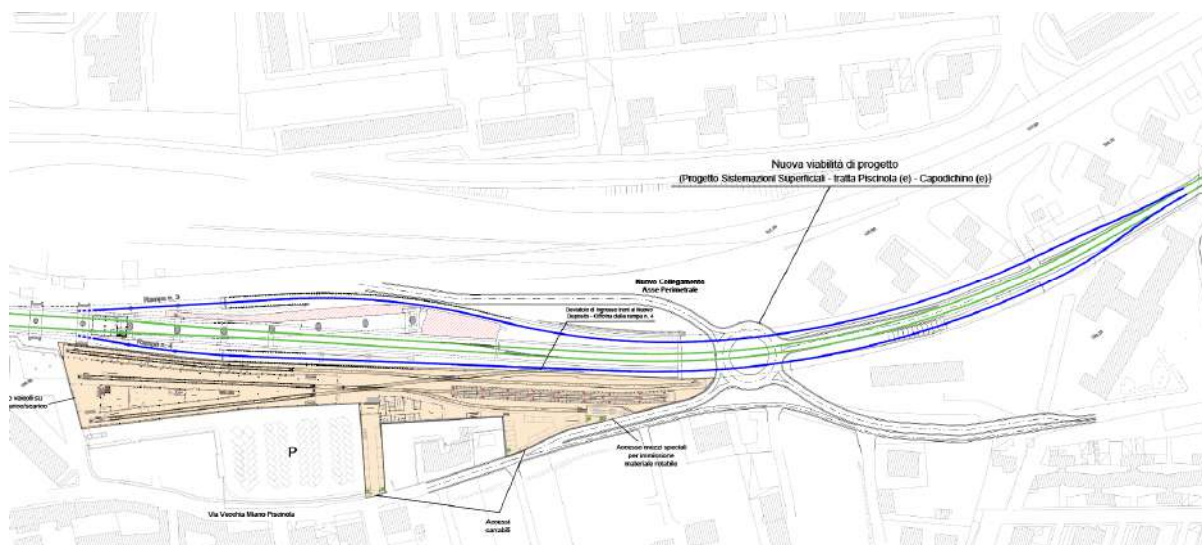 Nuova viabilità di progetto
(Progetto Sistemazioni Superficiali - tratta Piscinola (e) - Capodichino (e))
Nuovo Collegamento
Asse Perimetrale
Rampa n. 3
Deviatoio di ingresso treni al Nuovo
Deposito - Officina dalla rampa n. 4
Rampa n. 4
P
Accesso mezzi speciali
per immissione
materiale rotabile
Via Vecchia Miano Piscinola
Accessi
carrabili